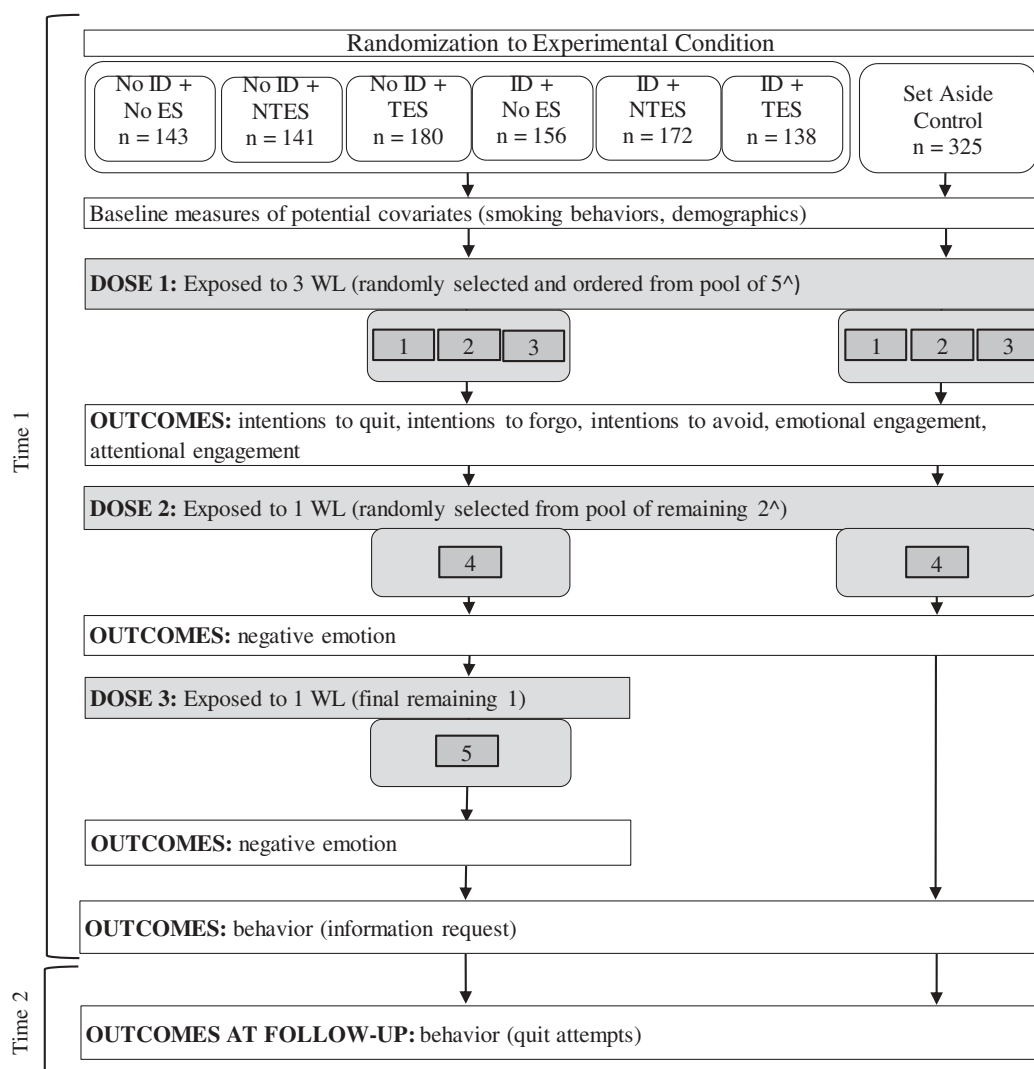 Randomization to Experimental Condition
No ID +
No ES
n = 143
No ID +
NTES
n = 141
No ID +
TES
n = 180
ID +
No ES
n = 156
ID +
NTES
n = 172
ID +
TES
n = 138
Set Aside
Control
n = 325
Baseline measures of potential covariates (smoking behaviors, demographics)
DOSE 1: Exposed to 3 WL (randomly selected and ordered from pool of 5^)
1
2
3
1
2
3
OUTCOMES: intentions to quit, intentions to forgo, intentions to avoid, emotional engagement,
attentional engagement
DOSE 2: Exposed to 1 WL (randomly selected from pool of remaining 2^)
4
4
OUTCOMES: negative emotion
DOSE 3: Exposed to 1 WL (final remaining 1)
5
OUTCOMES: negative emotion
OUTCOMES: behavior (information request)
Time 1
OUTCOMES AT FOLLOW-UP: behavior (quit attempts)
Time 2